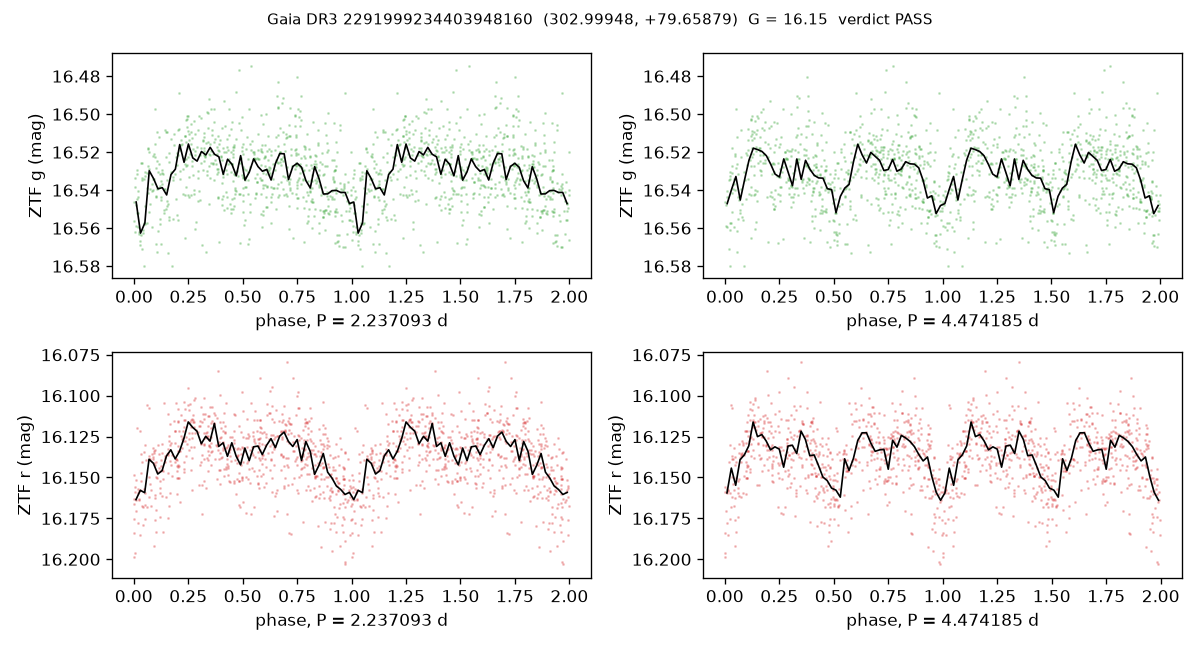 Gaia DR3 2291999234403948160 (302.99948, +79.65879) G = 16.15 verdict PASS
ZTF g (mag)
16.48
16.50
16.52
16.54
16.56
16.58
0.00 0.25 0.50 0.75 1.00 1.25 1.50 1.75 2.00
phase, P = 2.237093 d
ZTF g (mag)
16.48
16.50
16.52
16.54
16.56
16.58
0.00 0.25 0.50 0.75 1.00 1.25 1.50 1.75 2.00
phase, P = 4.474185 d
ZTF r (mag)
16.075
16.100
16.125
16.150
16.175
16.200
0.00 0.25 0.50 0.75 1.00 1.25 1.50 1.75 2.00
phase, P = 2.237093 d
ZTF r (mag)
16.075
16.100
16.125
16.150
16.175
16.200
0.00 0.25 0.50 0.75 1.00 1.25 1.50 1.75 2.00
phase, P = 4.474185 d